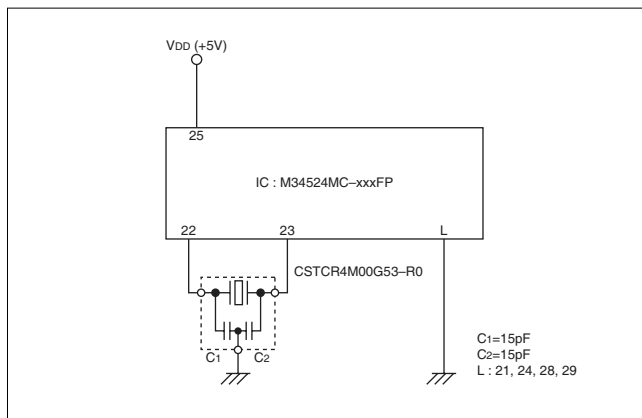 VDD (+5V)
25
IC : M34524MC–xxxFP
22 23 L
CSTCR4M00G53–R0
C1 C2
C1=15pF
C2=15pF
L : 21, 24, 28, 29